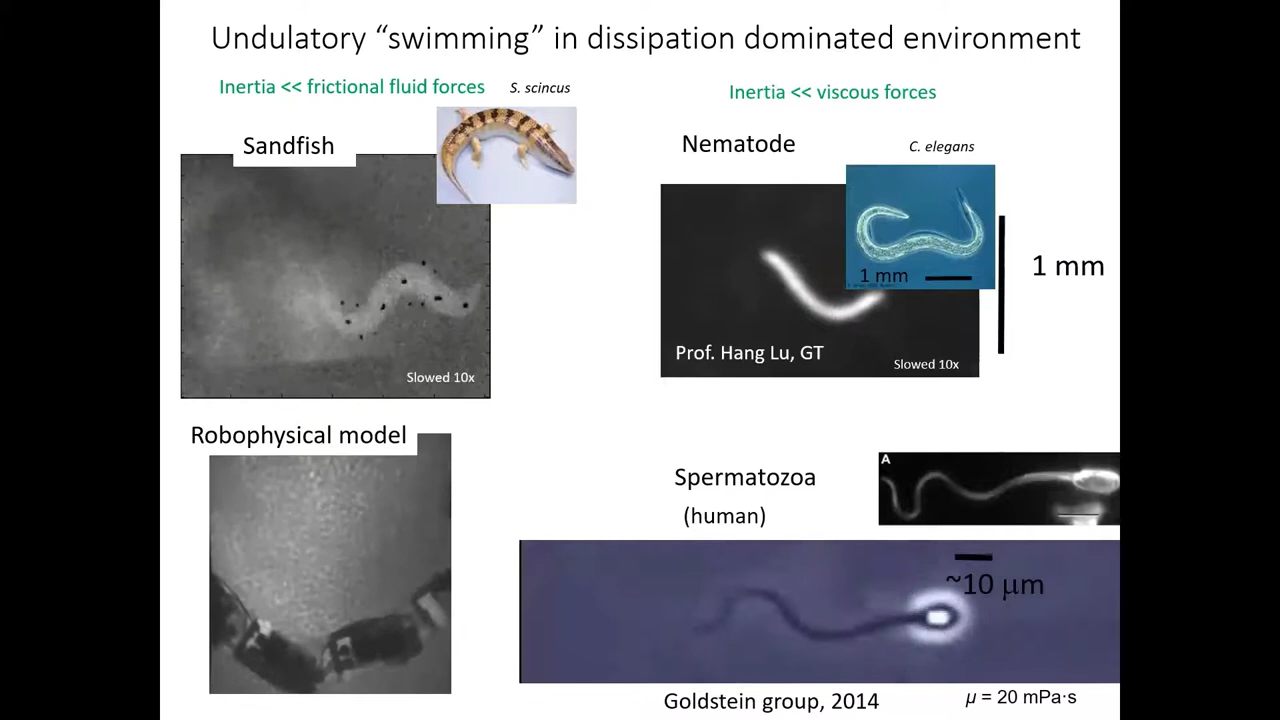 Undulatory “swimming” in dissipation dominated environment
Inertia << frictional fluid forces
S. scincus
Sandfish
Slowed 10x
Robophysical model
Inertia << viscous forces
Nematode
C. elegans
1 mm
1 mm
Prof. Hang Lu, GT
Slowed 10x
Spermatozoa
(human)
A
~10 μm
Goldstein group, 2014
μ = 20 mPa·s